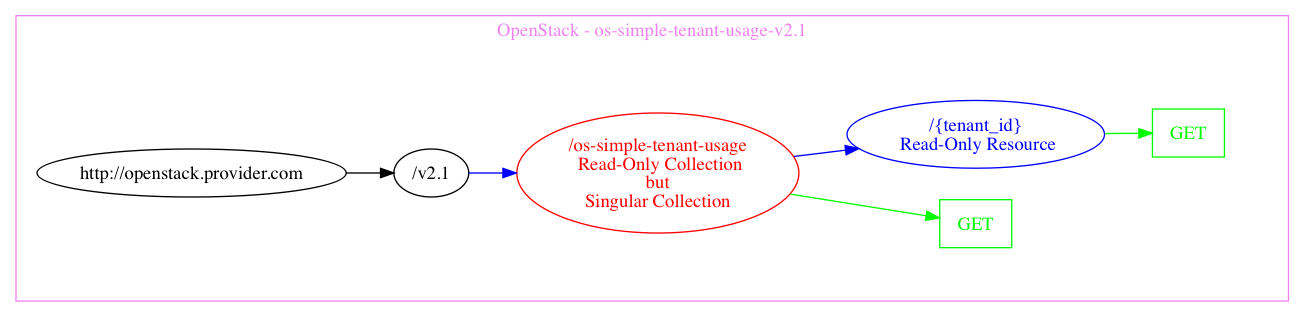 OpenStack - os-simple-tenant-usage-v2.1
http://openstack.provider.com
/v2.1
/os-simple-tenant-usage
Read-Only Collection
but
Singular Collection
/{tenant_id}
Read-Only Resource
GET
GET